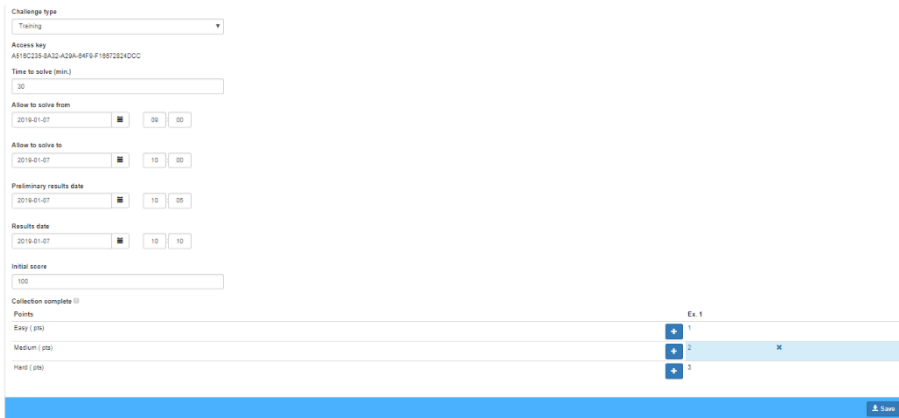 Challenge type
Training
Access key
A518C235-8A32-A29A-64F9-F18672824DCC
Time to solve (min.)
30
Allow to solve from
2019-01-07 09 00
Allow to solve to
2019-01-07 10 00
Preliminary results date
2019-01-07 10 05
Results date
2019-01-07 10 10
Initial score
100
Collection complete
Points Ex. 1
Easy ( pts) 1
Medium ( pts) 2
Hard ( pts) 3
Save